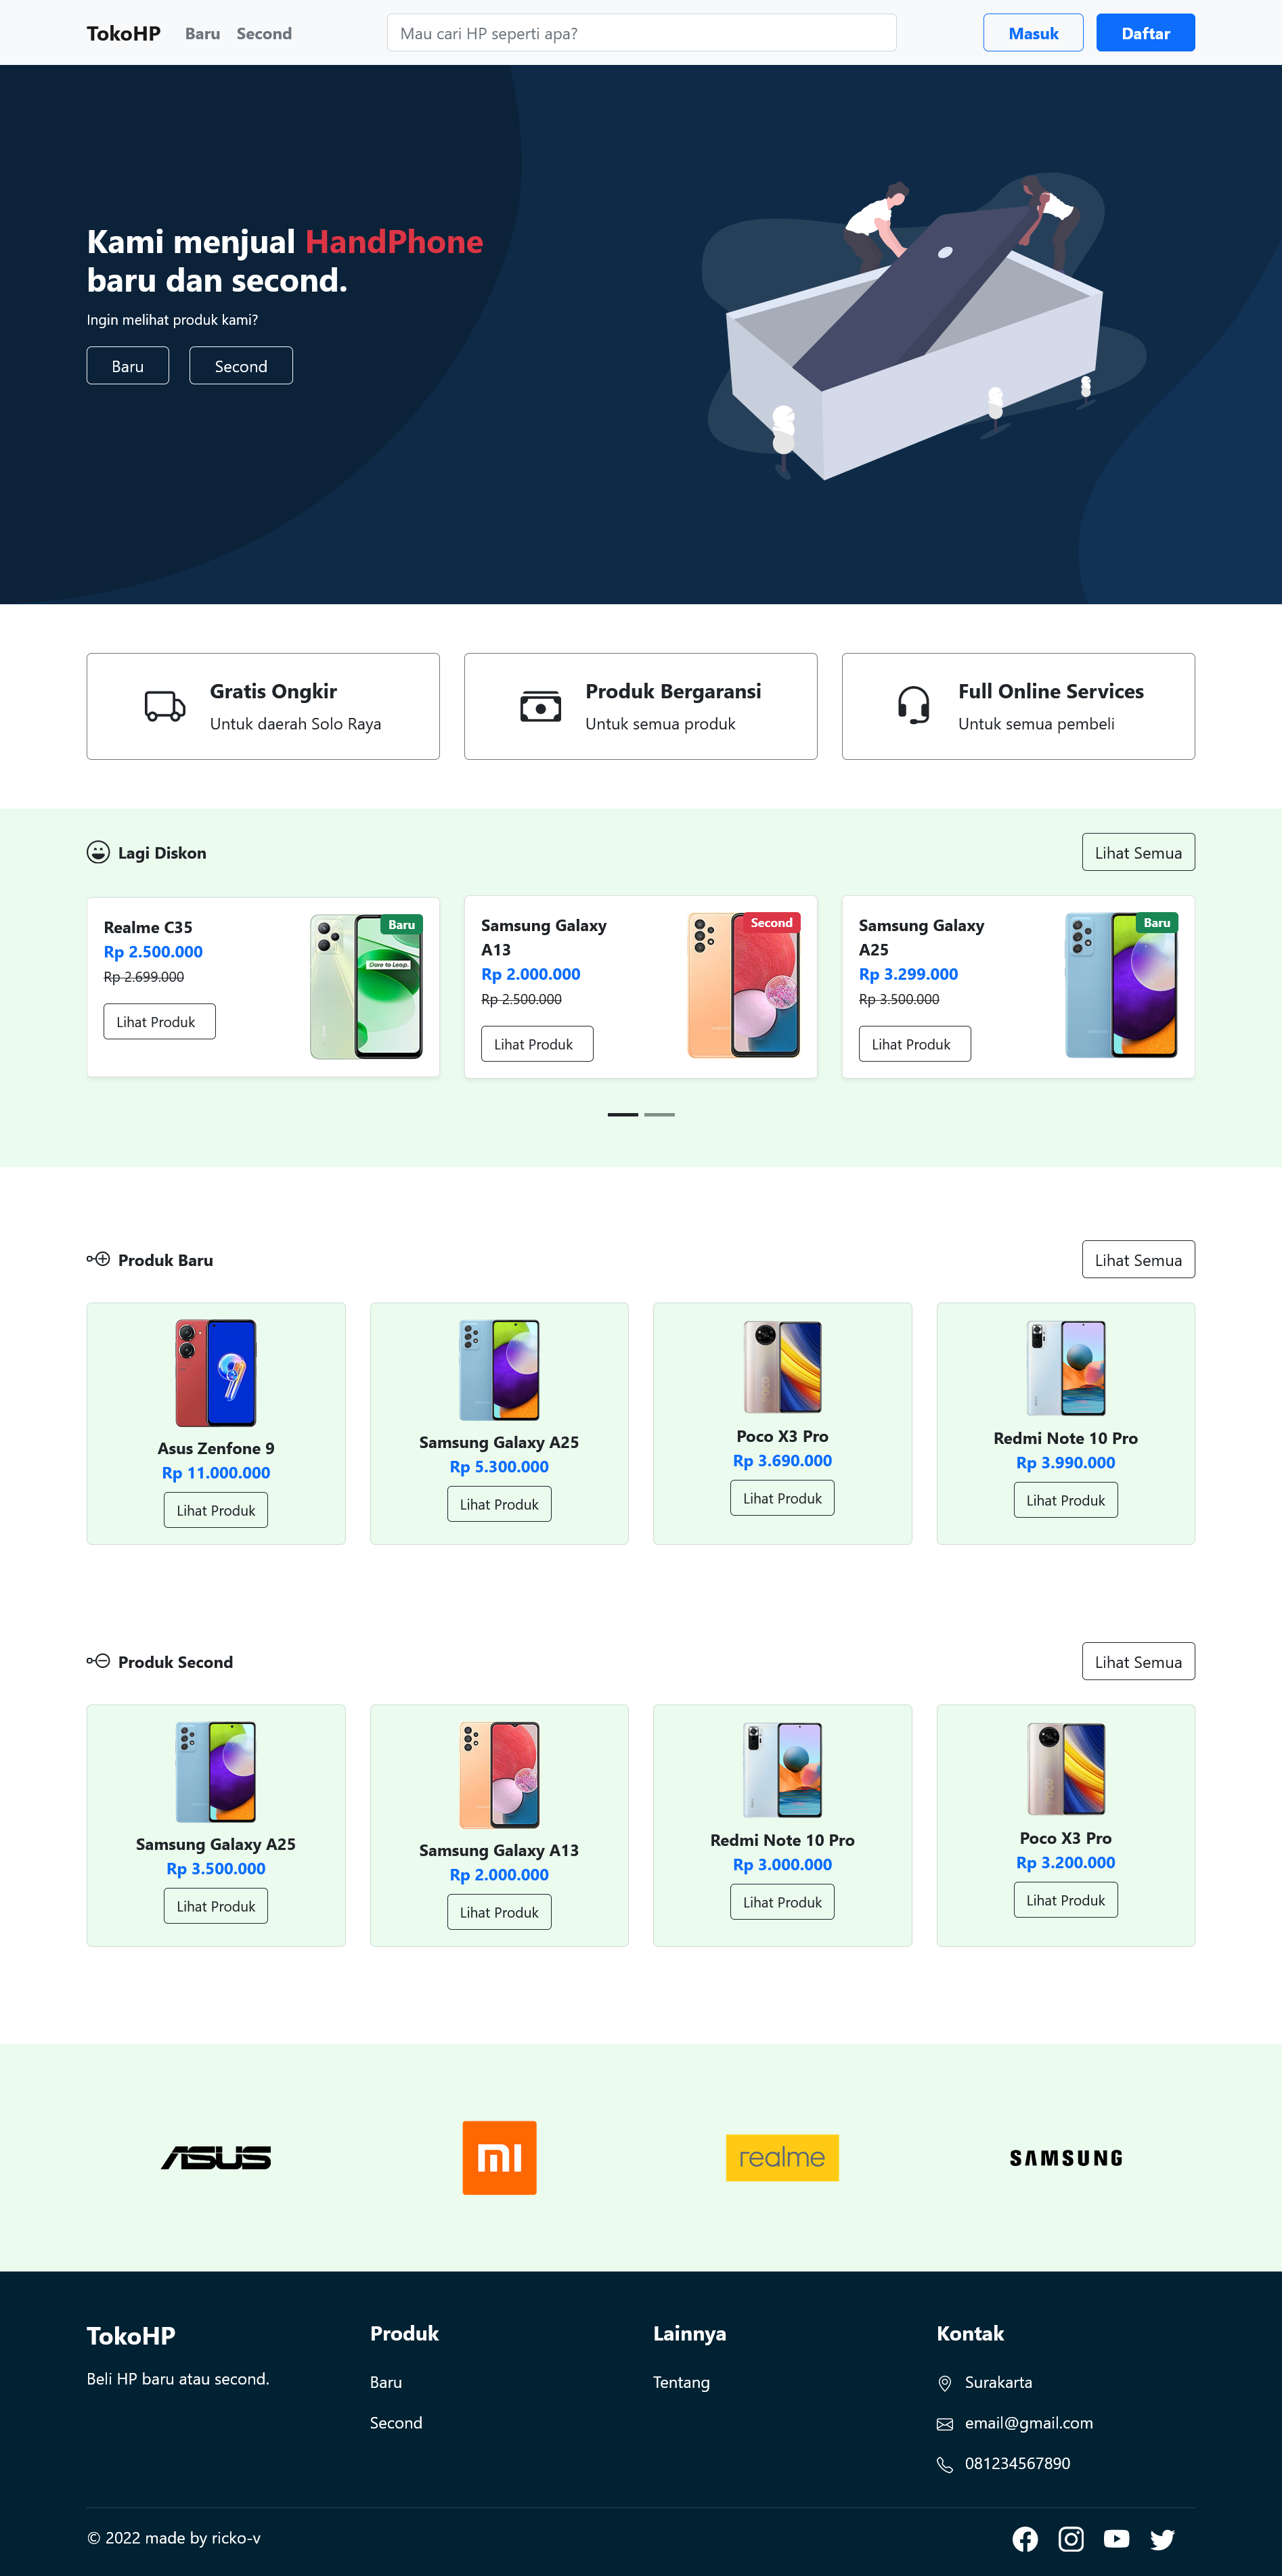 TokoHP Baru Second Mau cari HP seperti apa? Masuk Daftar
Kami menjual HandPhone
baru dan second.
Ingin melihat produk kami?
Baru Second
Gratis Ongkir
Untuk daerah Solo Raya
Produk Bergaransi
Untuk semua produk
Full Online Services
Untuk semua pembeli
Lagi Diskon
Lihat Semua
Realme C35
Rp 2.500.000
Rp 2.699.000
Lihat Produk
Baru
Dare to Leap.
Samsung Galaxy
A13
Rp 2.000.000
Rp 2.500.000
Lihat Produk
Second
Samsung Galaxy
A25
Rp 3.299.000
Rp 3.500.000
Lihat Produk
Baru
Produk Baru
Lihat Semua
Asus Zenfone 9
Rp 11.000.000
Lihat Produk
Samsung Galaxy A25
Rp 5.300.000
Lihat Produk
POCO
Poco X3 Pro
Rp 3.690.000
Lihat Produk
Redmi Note 10 Pro
Rp 3.990.000
Lihat Produk
Produk Second
Lihat Semua
Samsung Galaxy A25
Rp 3.500.000
Lihat Produk
Samsung Galaxy A13
Rp 2.000.000
Lihat Produk
Redmi Note 10 Pro
Rp 3.000.000
Lihat Produk
POCO
Poco X3 Pro
Rp 3.200.000
Lihat Produk
ASUS
mi
realme
SAMSUNG
TokoHP
Beli HP baru atau second.
Produk
Baru
Second
Lainnya
Tentang
Kontak
Surakarta
email@gmail.com
081234567890
© 2022 made by ricko-v